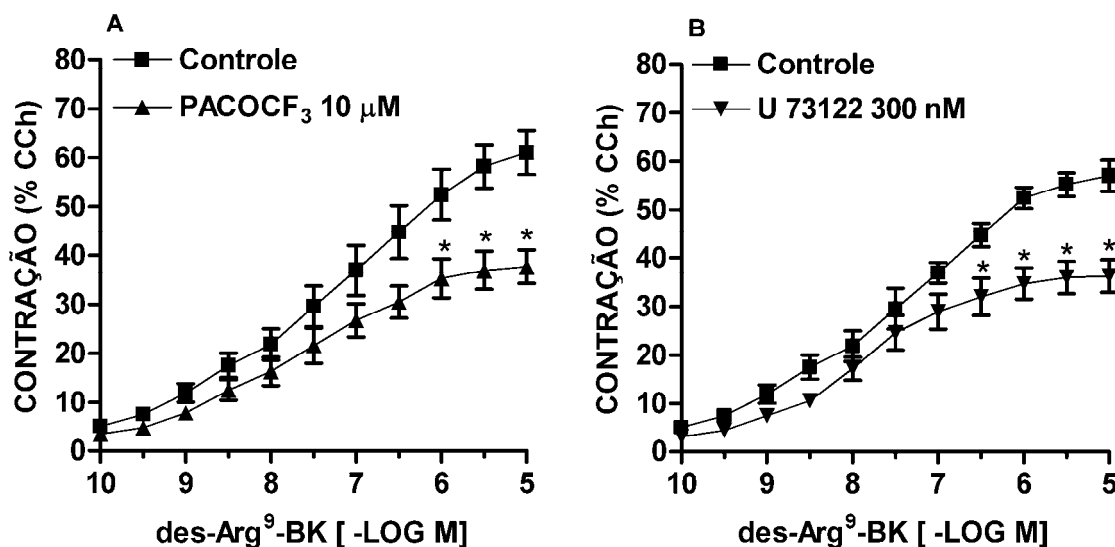 A
Controle
PACOCF₃ 10 μM
CONTRAÇÃO (% CCh)
80
70
60
50
40
30
20
10
0
* * *
10 9 8 7 6 5
des-Arg⁹-BK [ -LOG M]
B
Controle
U 73122 300 nM
CONTRAÇÃO (% CCh)
80
70
60
50
40
30
20
10
0
* * * *
10 9 8 7 6 5
des-Arg⁹-BK [ -LOG M]